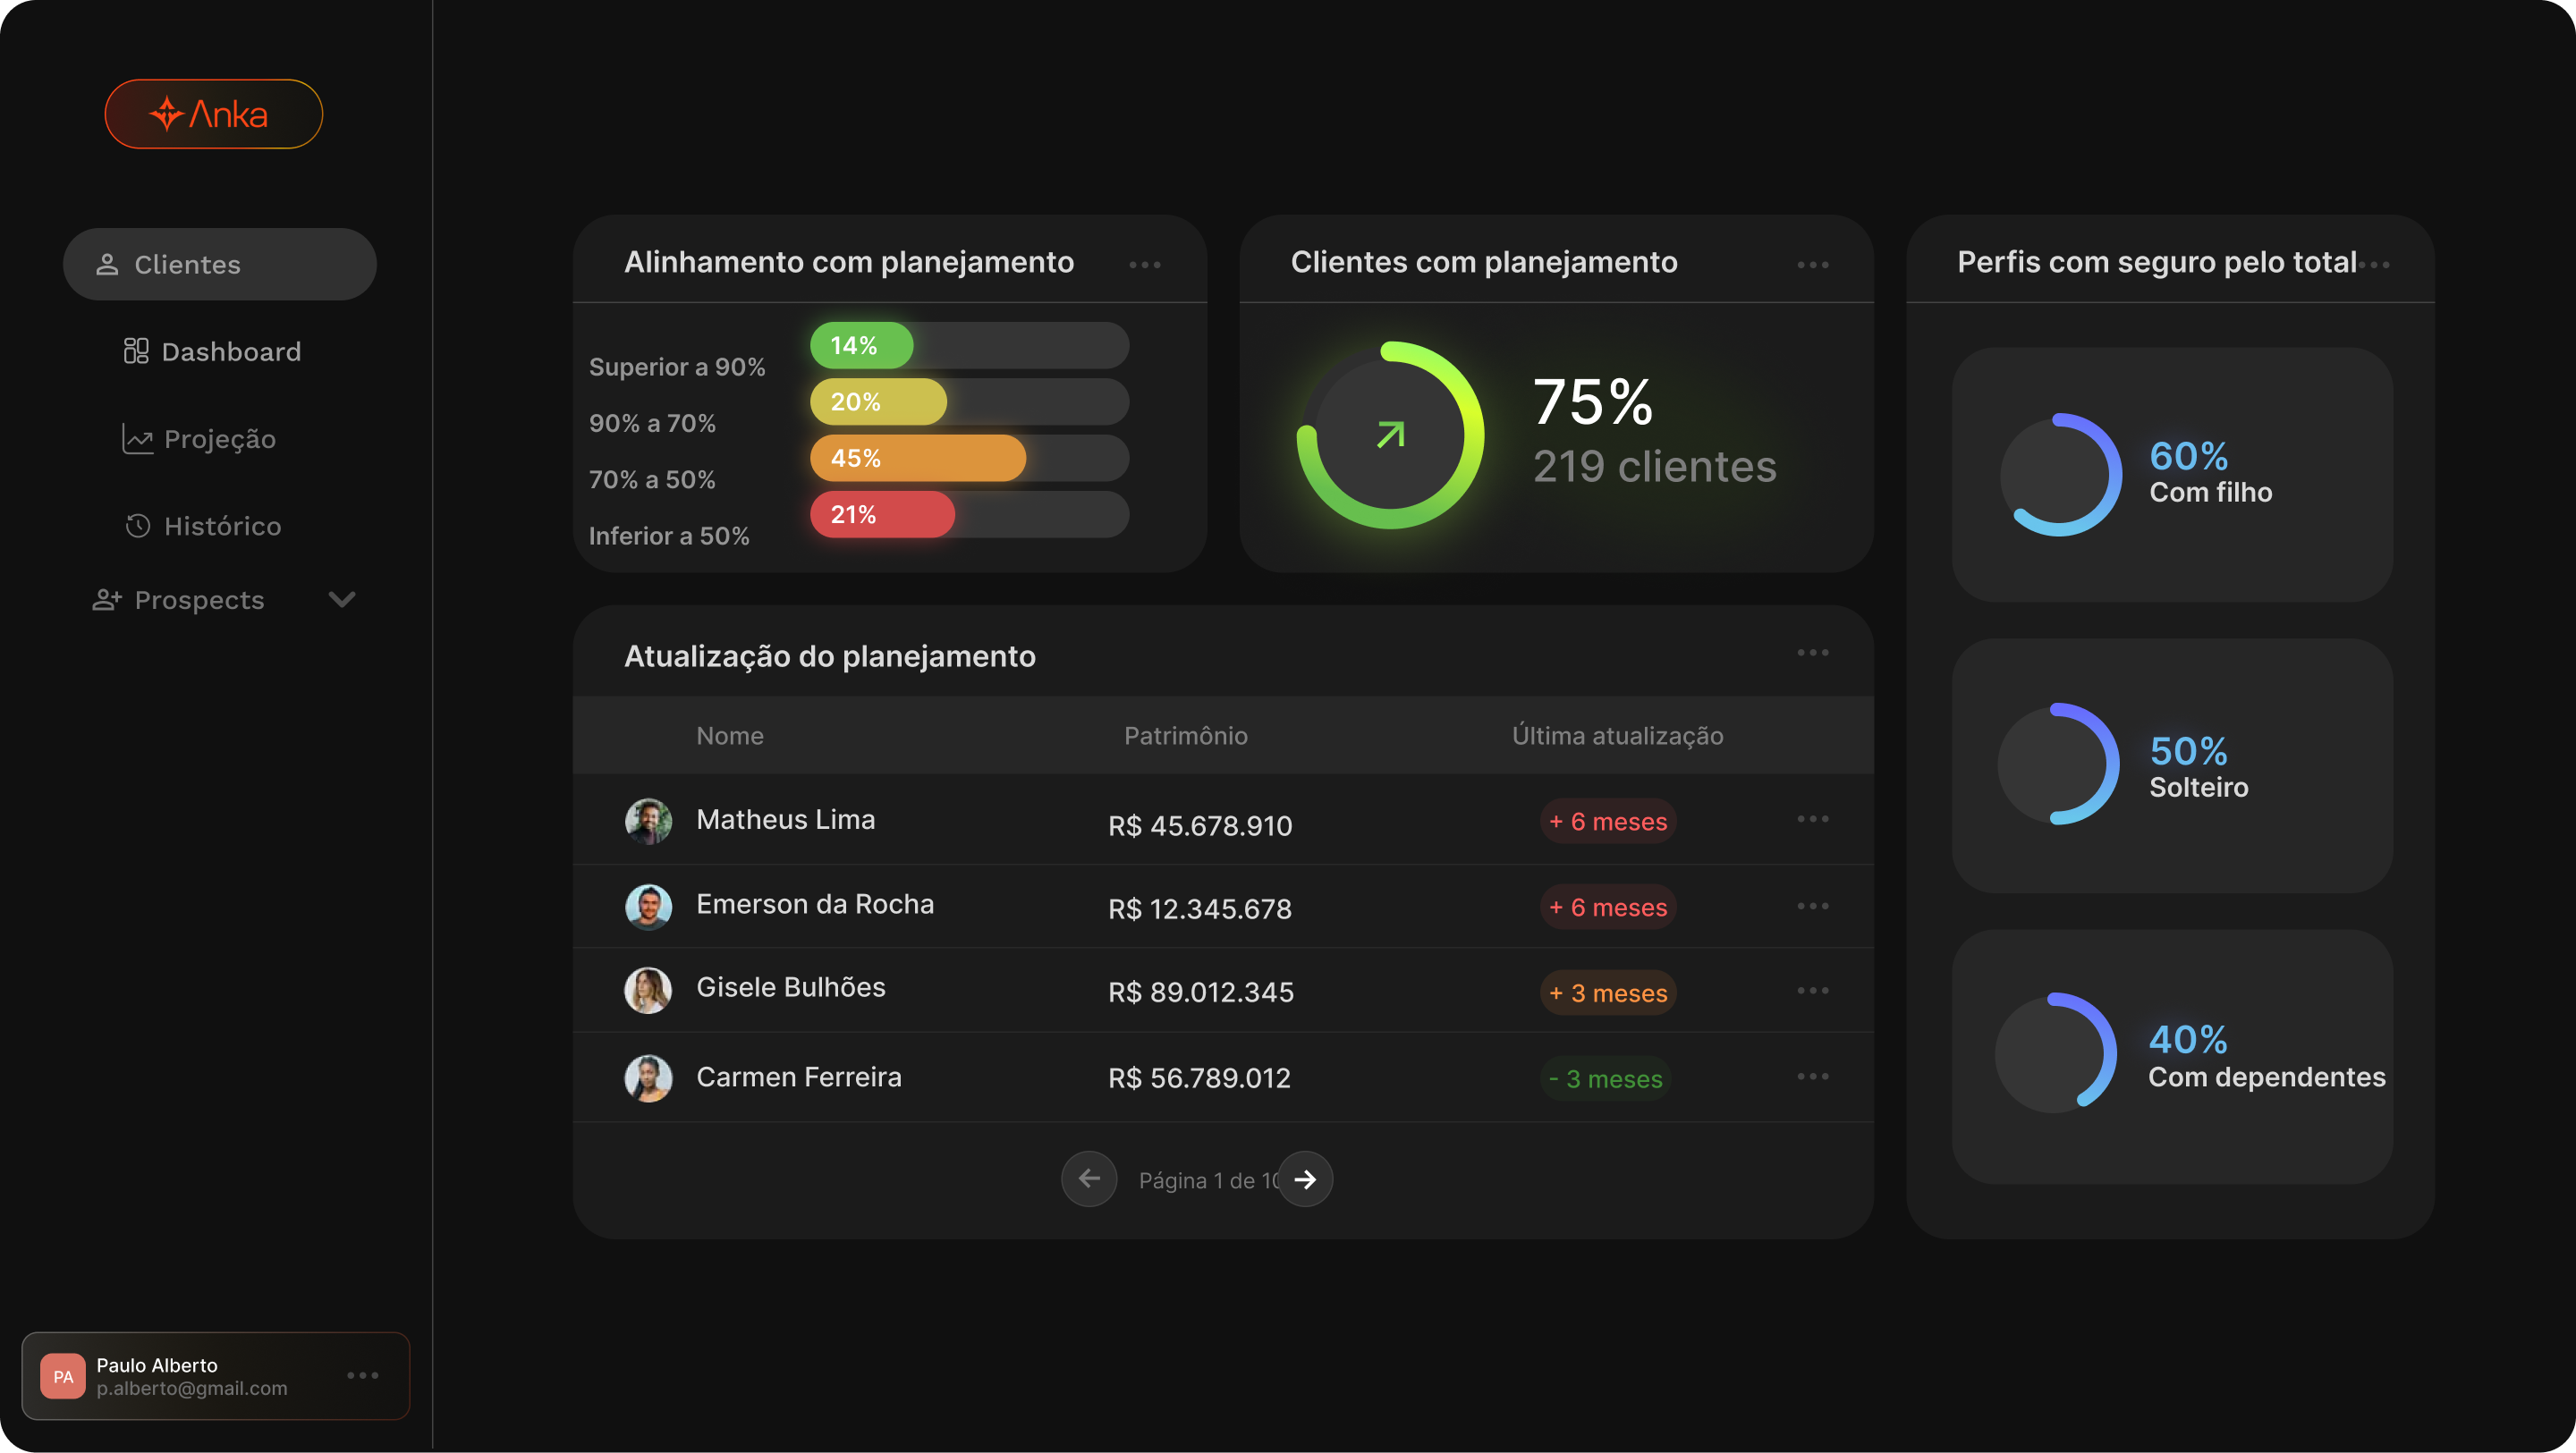 Anka
Clientes
Dashboard
Projeção
Histórico
Prospects
Alinhamento com planejamento
Superior a 90%
14%
90% a 70%
20%
70% a 50%
45%
Inferior a 50%
21%
Clientes com planejamento
75%
219 clientes
Perfis com seguro pelo total
60%
Com filho
50%
Solteiro
40%
Com dependentes
Atualização do planejamento
Nome Patrimônio Última atualização
Matheus Lima R$ 45.678.910 + 6 meses
Emerson da Rocha R$ 12.345.678 + 6 meses
Gisele Bulhões R$ 89.012.345 + 3 meses
Carmen Ferreira R$ 56.789.012 - 3 meses
Página 1 de 10
PA
Paulo Alberto
p.alberto@gmail.com